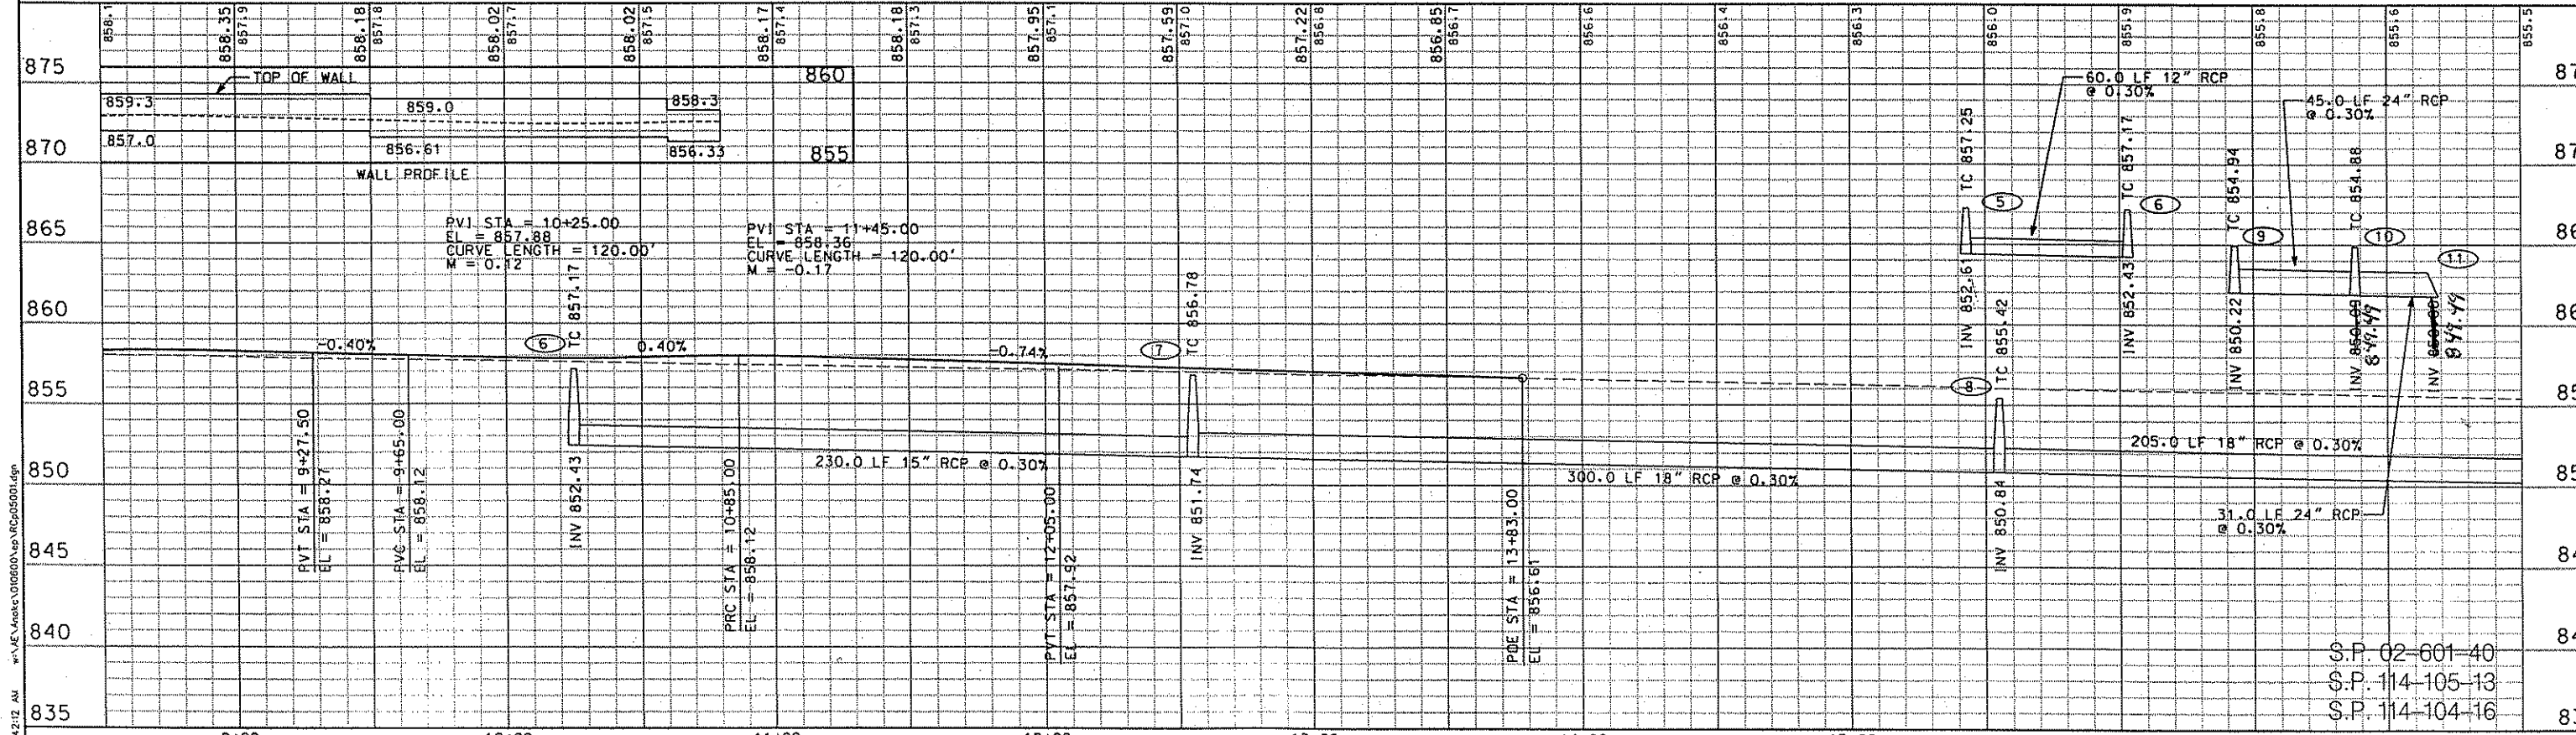 858.1
858.35
857.9
858.18
857.8
858.02
857.7
858.02
857.5
858.17
857.4
858.18
857.3
857.95
857.1
857.59
857.0
857.22
856.8
856.85
856.7
856.6
856.4
856.3
856.0
855.9
855.8
855.6
855.5
875
870
865
860
855
850
845
840
835
TOP OF WALL
860
859.3
859.0
858.3
857.0
856.61
856.33
855
WALL PROFILE
PVI STA = 10+25.00
EL = 857.88
CURVE LENGTH = 120.00'
M = 0.12
PVI STA = 11+45.00
EL = 858.36
CURVE LENGTH = 120.00'
M = -0.17
-0.40%
6
TC 857.17
0.40%
-0.74%
7
TC 856.78
PVT STA = 9+27.50
EL = 858.27
PVC STA = 9+65.00
EL = 858.12
INV 852.43
PRC STA = 10+85.00
EL = 858.12
230.0 LF 15" RCP @ 0.30%
PVT STA = 12+05.00
EL = 857.92
INV 851.74
POE STA = 13+83.00
EL = 856.61
300.0 LF 18" RCP @ 0.30%
60.0 LF 12" RCP
@ 0.30%
TC 857.25
5
INV 852.61
TC 857.17
6
INV 852.43
TC 855.42
8
INV 850.84
45.0 LF 24" RCP
@ 0.30%
TC 854.94
9
INV 850.22
TC 854.88
10
INV
849.49
11
INV
849.49
205.0 LF 18" RCP @ 0.30%
31.0 LF 24" RCP
@ 0.30%
S.P. 02-601-40
S.P. 114-105-13
S.P. 114-104-16